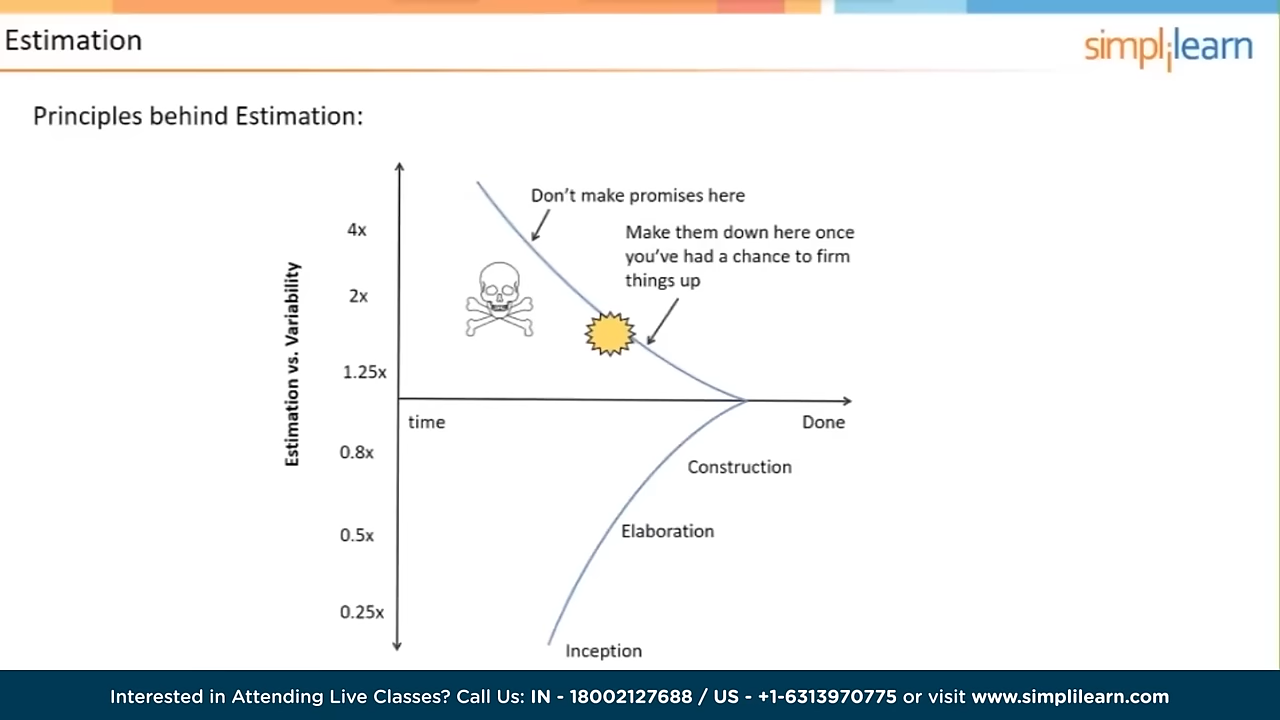 Estimation
simplilearn
Principles behind Estimation:
Don't make promises here
Make them down here once
you've had a chance to firm
things up
4x
2x
1.25x
Estimation vs. Variability
time
Done
0.8x
Construction
0.5x
Elaboration
0.25x
Inception
Interested in Attending Live Classes? Call Us: IN - 18002127688 / US - +1-6313970775 or visit www.simplilearn.com